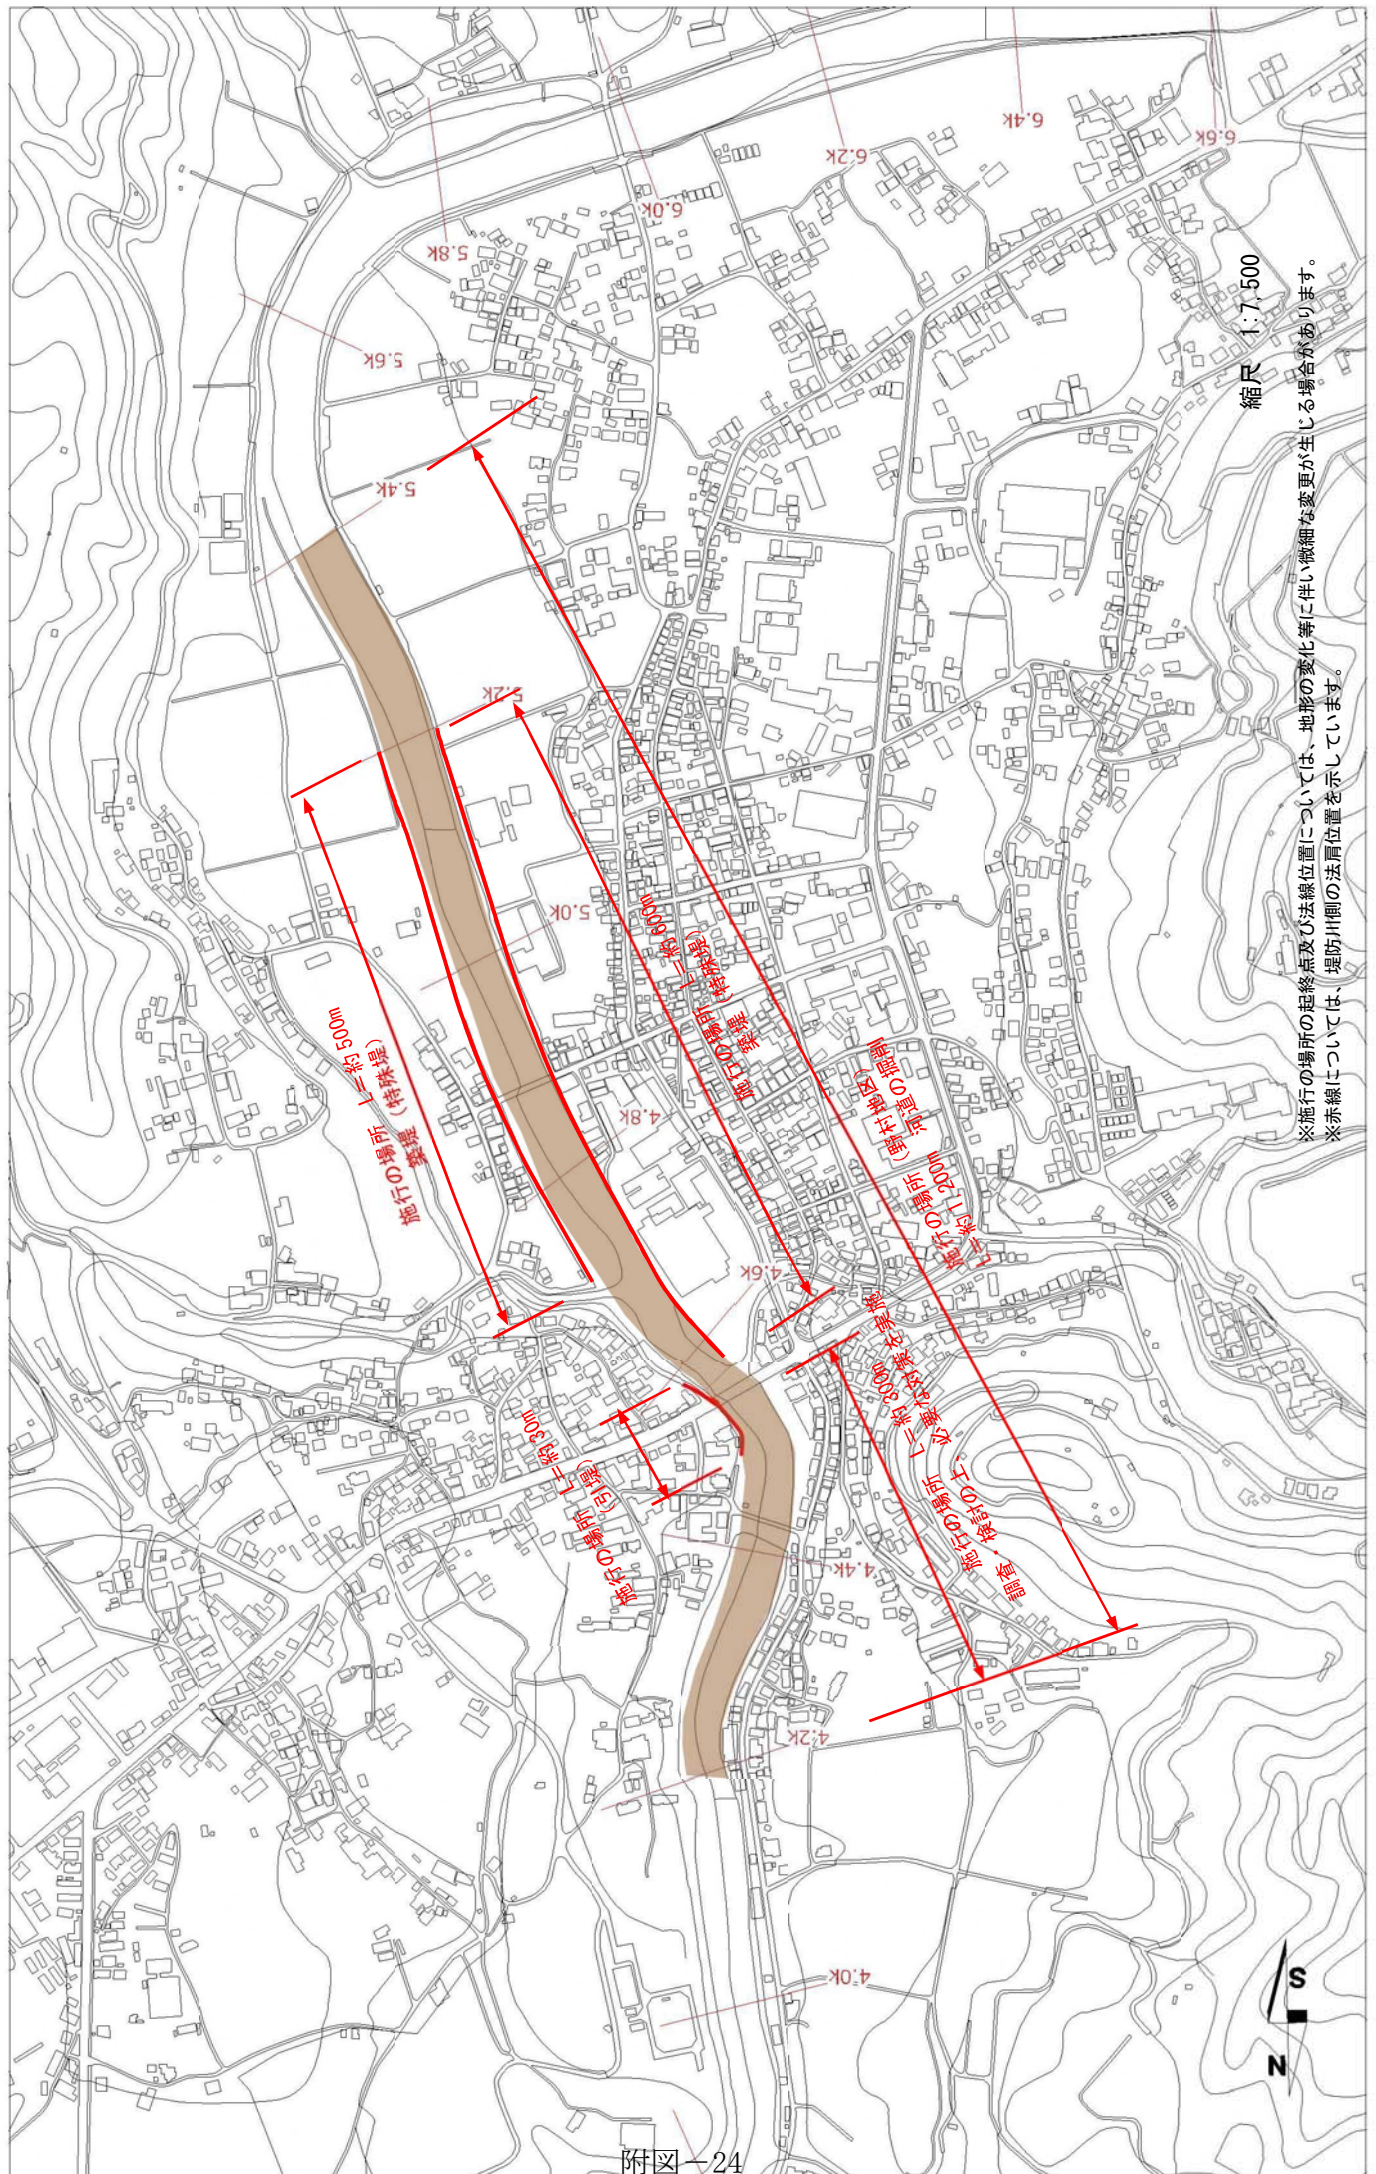 6.6k
6.4k
6.2k
6.0k
5.8k
5.6k
5.4k
5.2k
5.0k
4.8k
4.6k
4.4k
4.2k
4.0k
施行の場所 L=約500m
築堤（特殊堤）
施行の場所 L=約600m
築堤（特殊堤）
施行の場所（野村地区）
L=約1,200m 河道の掘削
施行の場所 L=約30m
（引堤）
施行の場所 L=約300m
調査・検討の上、必要な対策を実施
縮尺 1:7,500
※施行の場所の起終点及び法線位置については、地形の変化等に伴い微細な変更が生じる場合があります。
※赤線については、堤防川側の法肩位置を示しています。
S
N
附図－24